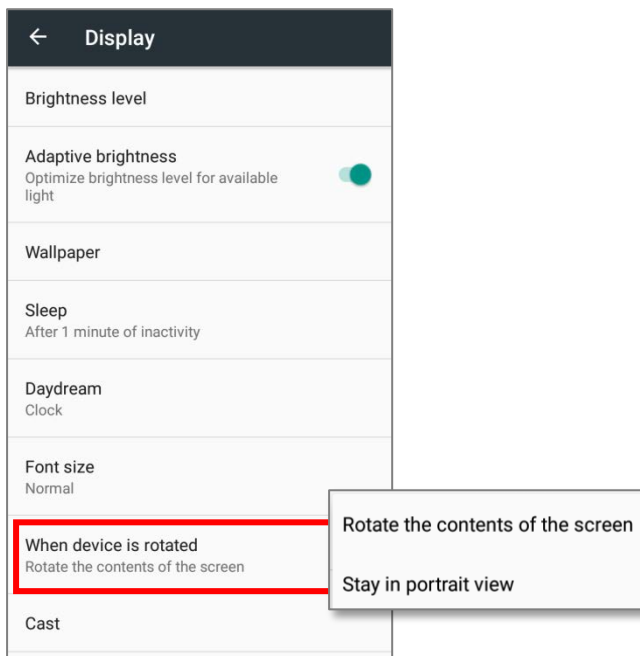 Display
Brightness level
Adaptive brightness
Optimize brightness level for available
light
Wallpaper
Sleep
After 1 minute of inactivity
Daydream
Clock
Font size
Normal
When device is rotated
Rotate the contents of the screen
Rotate the contents of the screen
Stay in portrait view
Cast